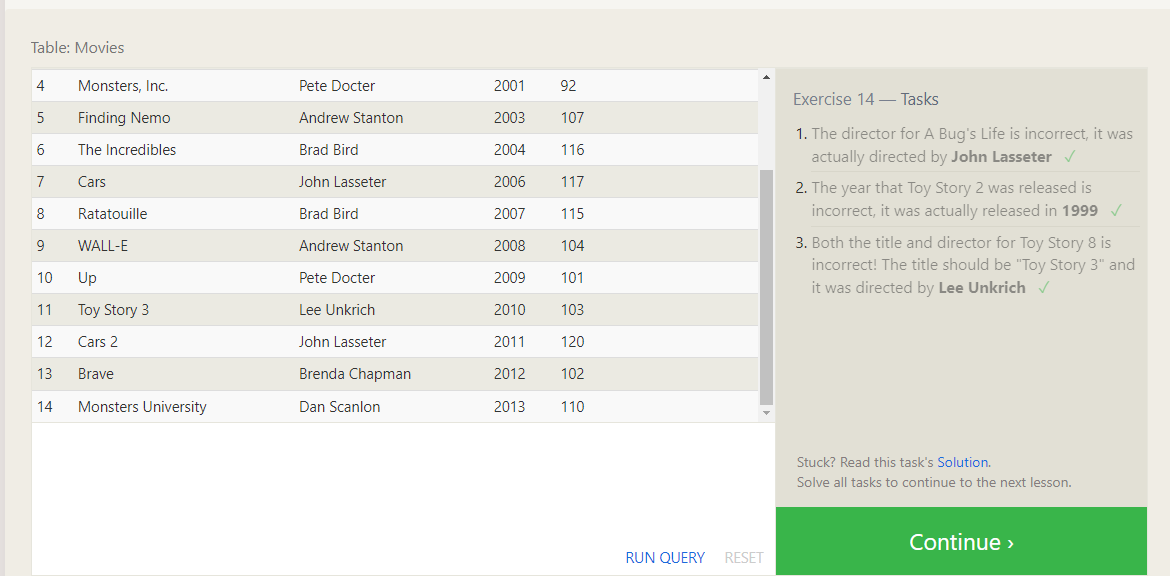 Table: Movies
4 Monsters, Inc. Pete Docter 2001 92
5 Finding Nemo Andrew Stanton 2003 107
6 The Incredibles Brad Bird 2004 116
7 Cars John Lasseter 2006 117
8 Ratatouille Brad Bird 2007 115
9 WALL-E Andrew Stanton 2008 104
10 Up Pete Docter 2009 101
11 Toy Story 3 Lee Unkrich 2010 103
12 Cars 2 John Lasseter 2011 120
13 Brave Brenda Chapman 2012 102
14 Monsters University Dan Scanlon 2013 110
RUN QUERY RESET
Exercise 14 — Tasks
1. The director for A Bug's Life is incorrect, it was
actually directed by John Lasseter ✓
2. The year that Toy Story 2 was released is
incorrect, it was actually released in 1999 ✓
3. Both the title and director for Toy Story 8 is
incorrect! The title should be "Toy Story 3" and
it was directed by Lee Unkrich ✓
Stuck? Read this task's Solution.
Solve all tasks to continue to the next lesson.
Continue ›